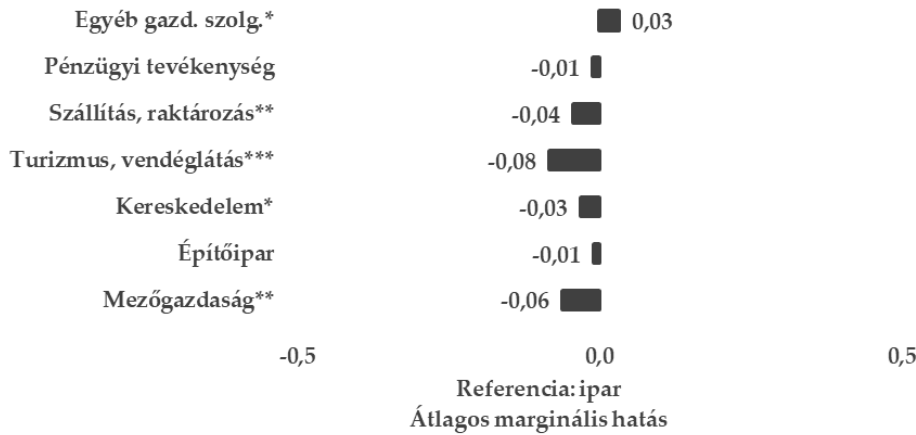 Egyéb gazd. szolg.* 0,03
Pénzügyi tevékenység -0,01
Szállítás, raktározás** -0,04
Turizmus, vendéglátás*** -0,08
Kereskedelem* -0,03
Építőipar -0,01
Mezőgazdaság** -0,06
-0,5 0,0 0,5
Referencia: ipar
Átlagos marginális hatás